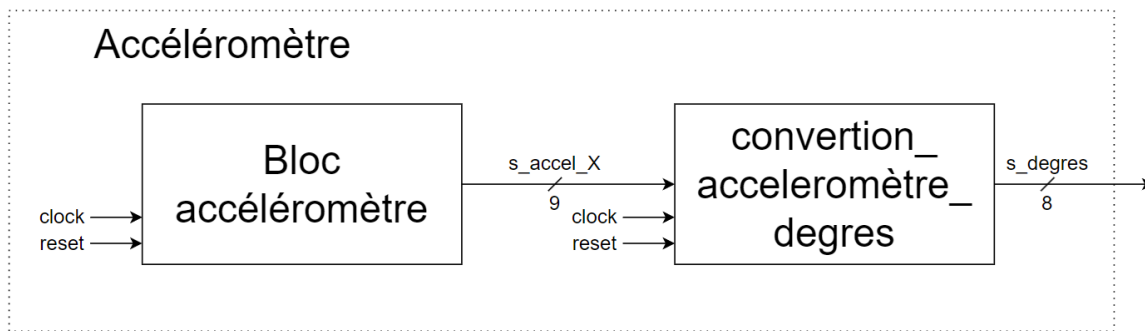 Accéléromètre
Bloc
accéléromètre
clock
reset
s_accel_X
9
clock
reset
convertion_
acceleromètre_
degres
s_degres
8